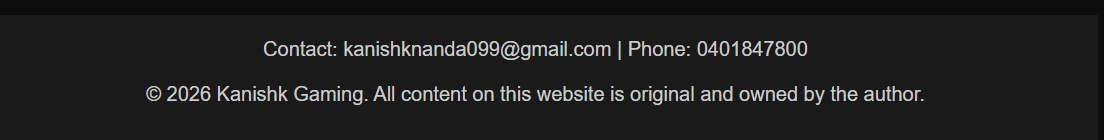 Contact: kanishknanda099@gmail.com | Phone: 0401847800
© 2026 Kanishk Gaming. All content on this website is original and owned by the author.